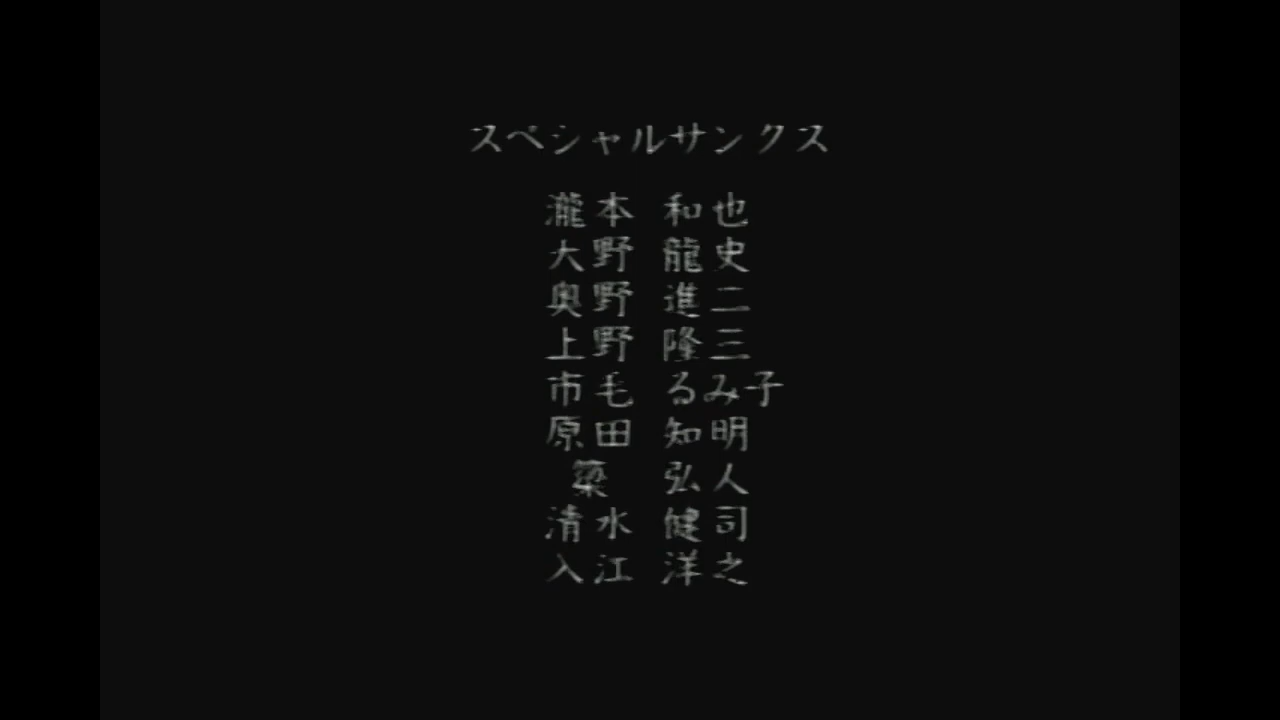 スペシャルサンクス
瀧本 和也
大野 龍史
奥野 進二
上野 隆三
市毛 るみ子
原田 知明
築 弘人
清水 健司
入江 洋之